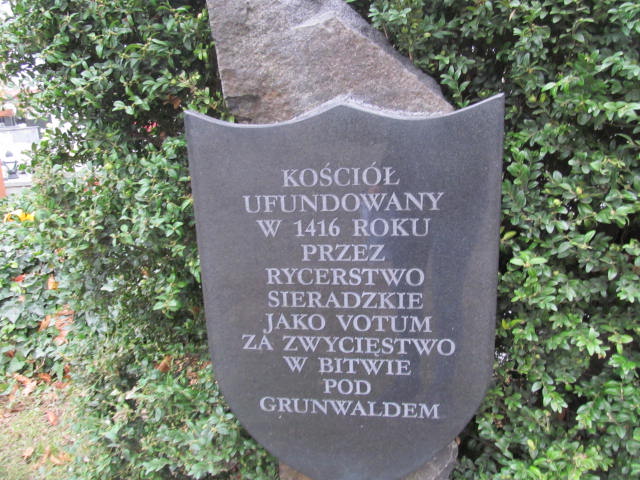 KOŚCIÓŁ
UFUNDOWANY
W 1416 ROKU
PRZEZ
RYCERSTWO
SIERADZKIE
JAKO VOTUM
ZA ZWYCIĘSTWO
W BITWIE
POD
GRUNWALDEM